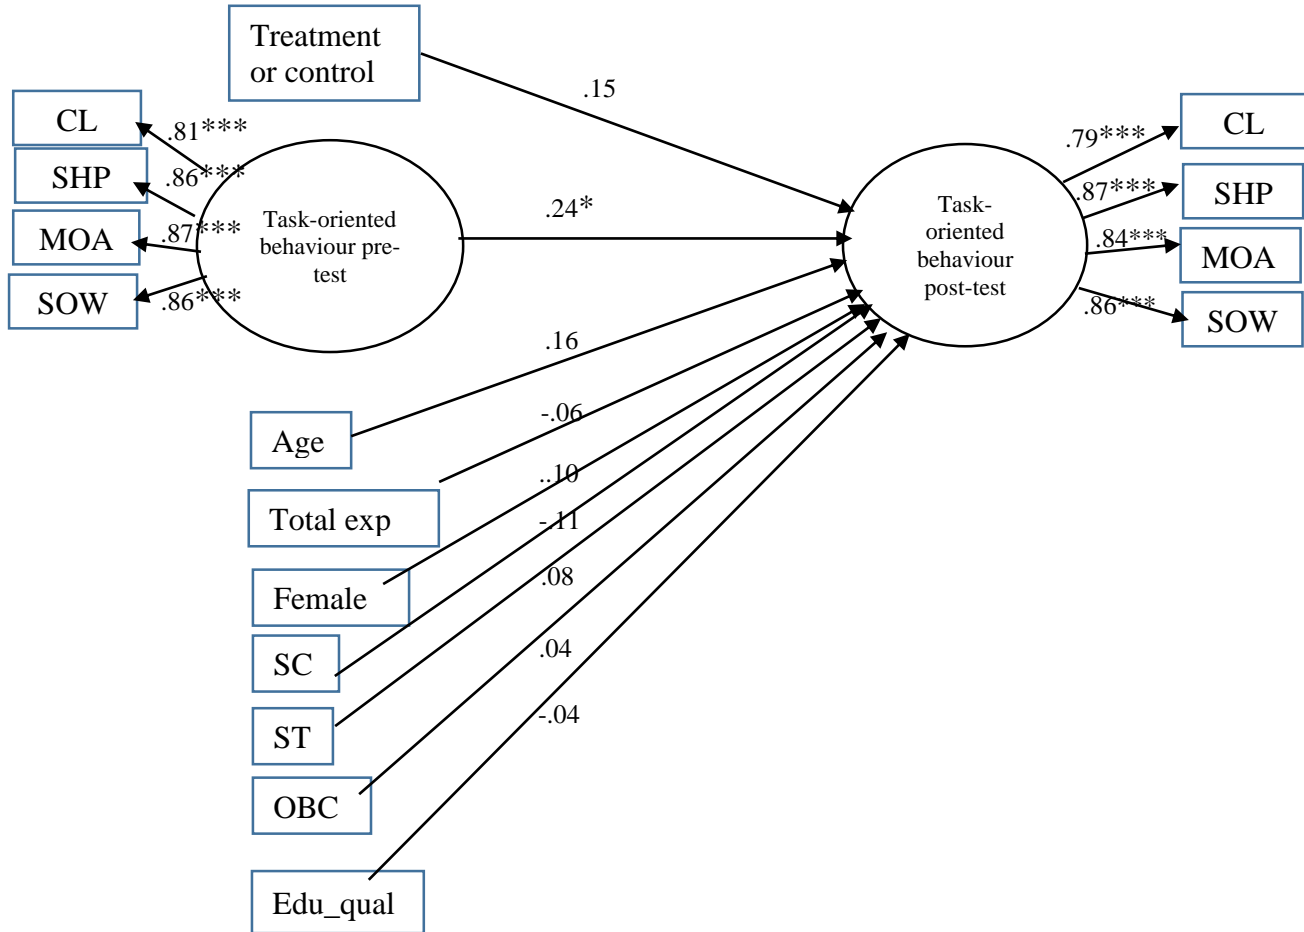 Treatment
or control
.15
CL
.81***
SHP
.86***
MOA
.87***
SOW
.86***
Task-oriented
behaviour pre-
test
.24*
Task-
oriented
behaviour
post-test
.79***
CL
.87***
SHP
.84***
MOA
.86***
SOW
.16
Age
-.06
Total exp
..10
Female
-.11
SC
.08
ST
.04
OBC
-.04
Edu_qual